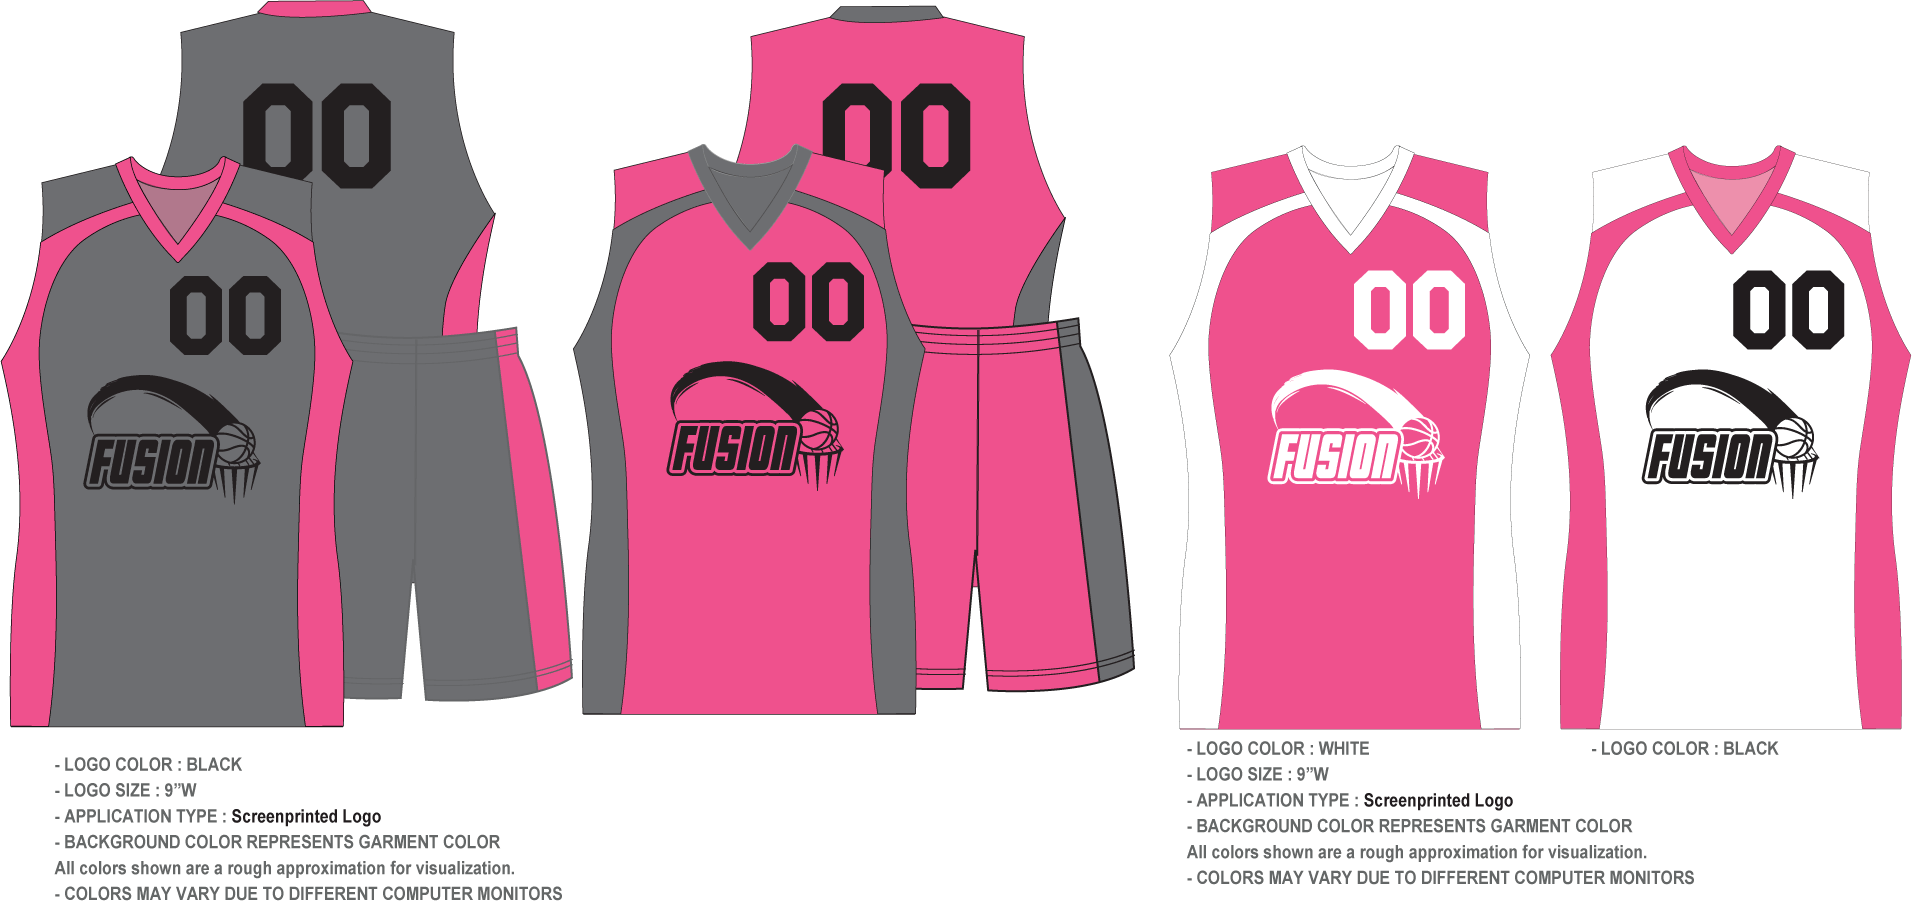 00
00
00
00
00
00
FUSION
FUSION
FUSION
FUSION
- LOGO COLOR : BLACK
- LOGO SIZE : 9”W
- APPLICATION TYPE : Screenprinted Logo
- BACKGROUND COLOR REPRESENTS GARMENT COLOR
All colors shown are a rough approximation for visualization.
- COLORS MAY VARY DUE TO DIFFERENT COMPUTER MONITORS
- LOGO COLOR : WHITE
- LOGO SIZE : 9”W
- APPLICATION TYPE : Screenprinted Logo
- BACKGROUND COLOR REPRESENTS GARMENT COLOR
All colors shown are a rough approximation for visualization.
- COLORS MAY VARY DUE TO DIFFERENT COMPUTER MONITORS
- LOGO COLOR : BLACK